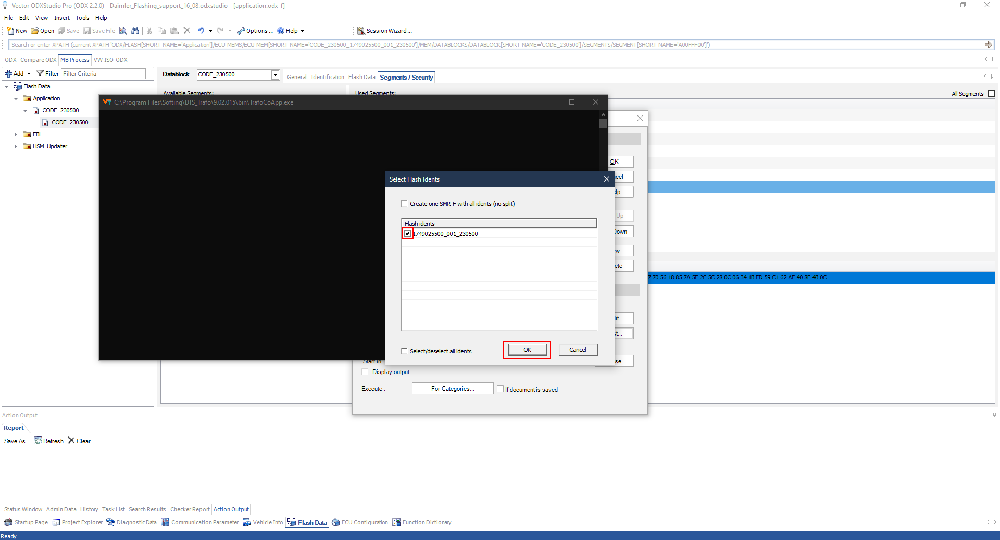 Vector ODXStudio Pro (ODX 2.2.0) - Daimler_Flashing_support_16_08.odxstudio - [application.odx-f]
File Edit View Insert Tools Help
New Open Save Save File Options ... Help Session Wizard ...
Search or enter XPATH (current XPATH 'ODX/FLASH[SHORT-NAME='Application']/ECU-MEMS/ECU-MEM[SHORT-NAME='CODE_230500_1749025500_001_230500']/MEM/DATABLOCKS/DATABLOCK[SHORT-NAME='CODE_230500']/SEGMENTS/SEGMENT[SHORT-NAME='A00FFF00']')
ODX Compare ODX MB Process VW ISO-ODX
Add Filter Filter Criteria
Datablock CODE_230500 General Identification Flash Data Segments / Security
Flash Data
Application
CODE_230500
CODE_230500
FBL
HSM_Updater
Available Segments: Used Segments: All Segments
C:\Program Files\Softing\DTS_Trafo\9.02.015\bin\TrafoCoApp.exe
OK
cel
lp
Up
Down
ew
ete
7 70 56 18 85 7A 5E 2C 5C 28 0C 06 34 1B FD 59 C1 62 AF 40 8F 4B 0C
it
t...
se...
Select Flash Idents
Create one SMR-F with all idents (no split)
Flash idents
1749025500_001_230500
Select/deselect all idents
OK
Cancel
Start in:
Display output
Execute : For Categories... If document is saved
Action Output
Report
Save As... Refresh Clear
Status Window Admin Data History Task List Search Results Checker Report Action Output
Startup Page Project Explorer Diagnostic Data Communication Parameter Vehicle Info Flash Data ECU Configuration Function Dictionary
Ready